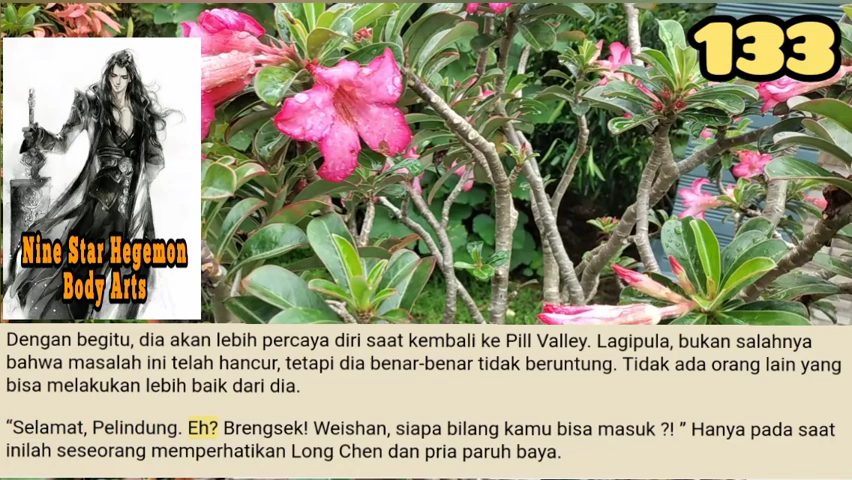 133
Nine Star Hegemon
Body Arts
Dengan begitu, dia akan lebih percaya diri saat kembali ke Pill Valley. Lagipula, bukan salahnya
bahwa masalah ini telah hancur, tetapi dia benar-benar tidak beruntung. Tidak ada orang lain yang
bisa melakukan lebih baik dari dia.
“Selamat, Pelindung. Eh? Brengsek! Weishan, siapa bilang kamu bisa masuk ?! ” Hanya pada saat
inilah seseorang memperhatikan Long Chen dan pria paruh baya.